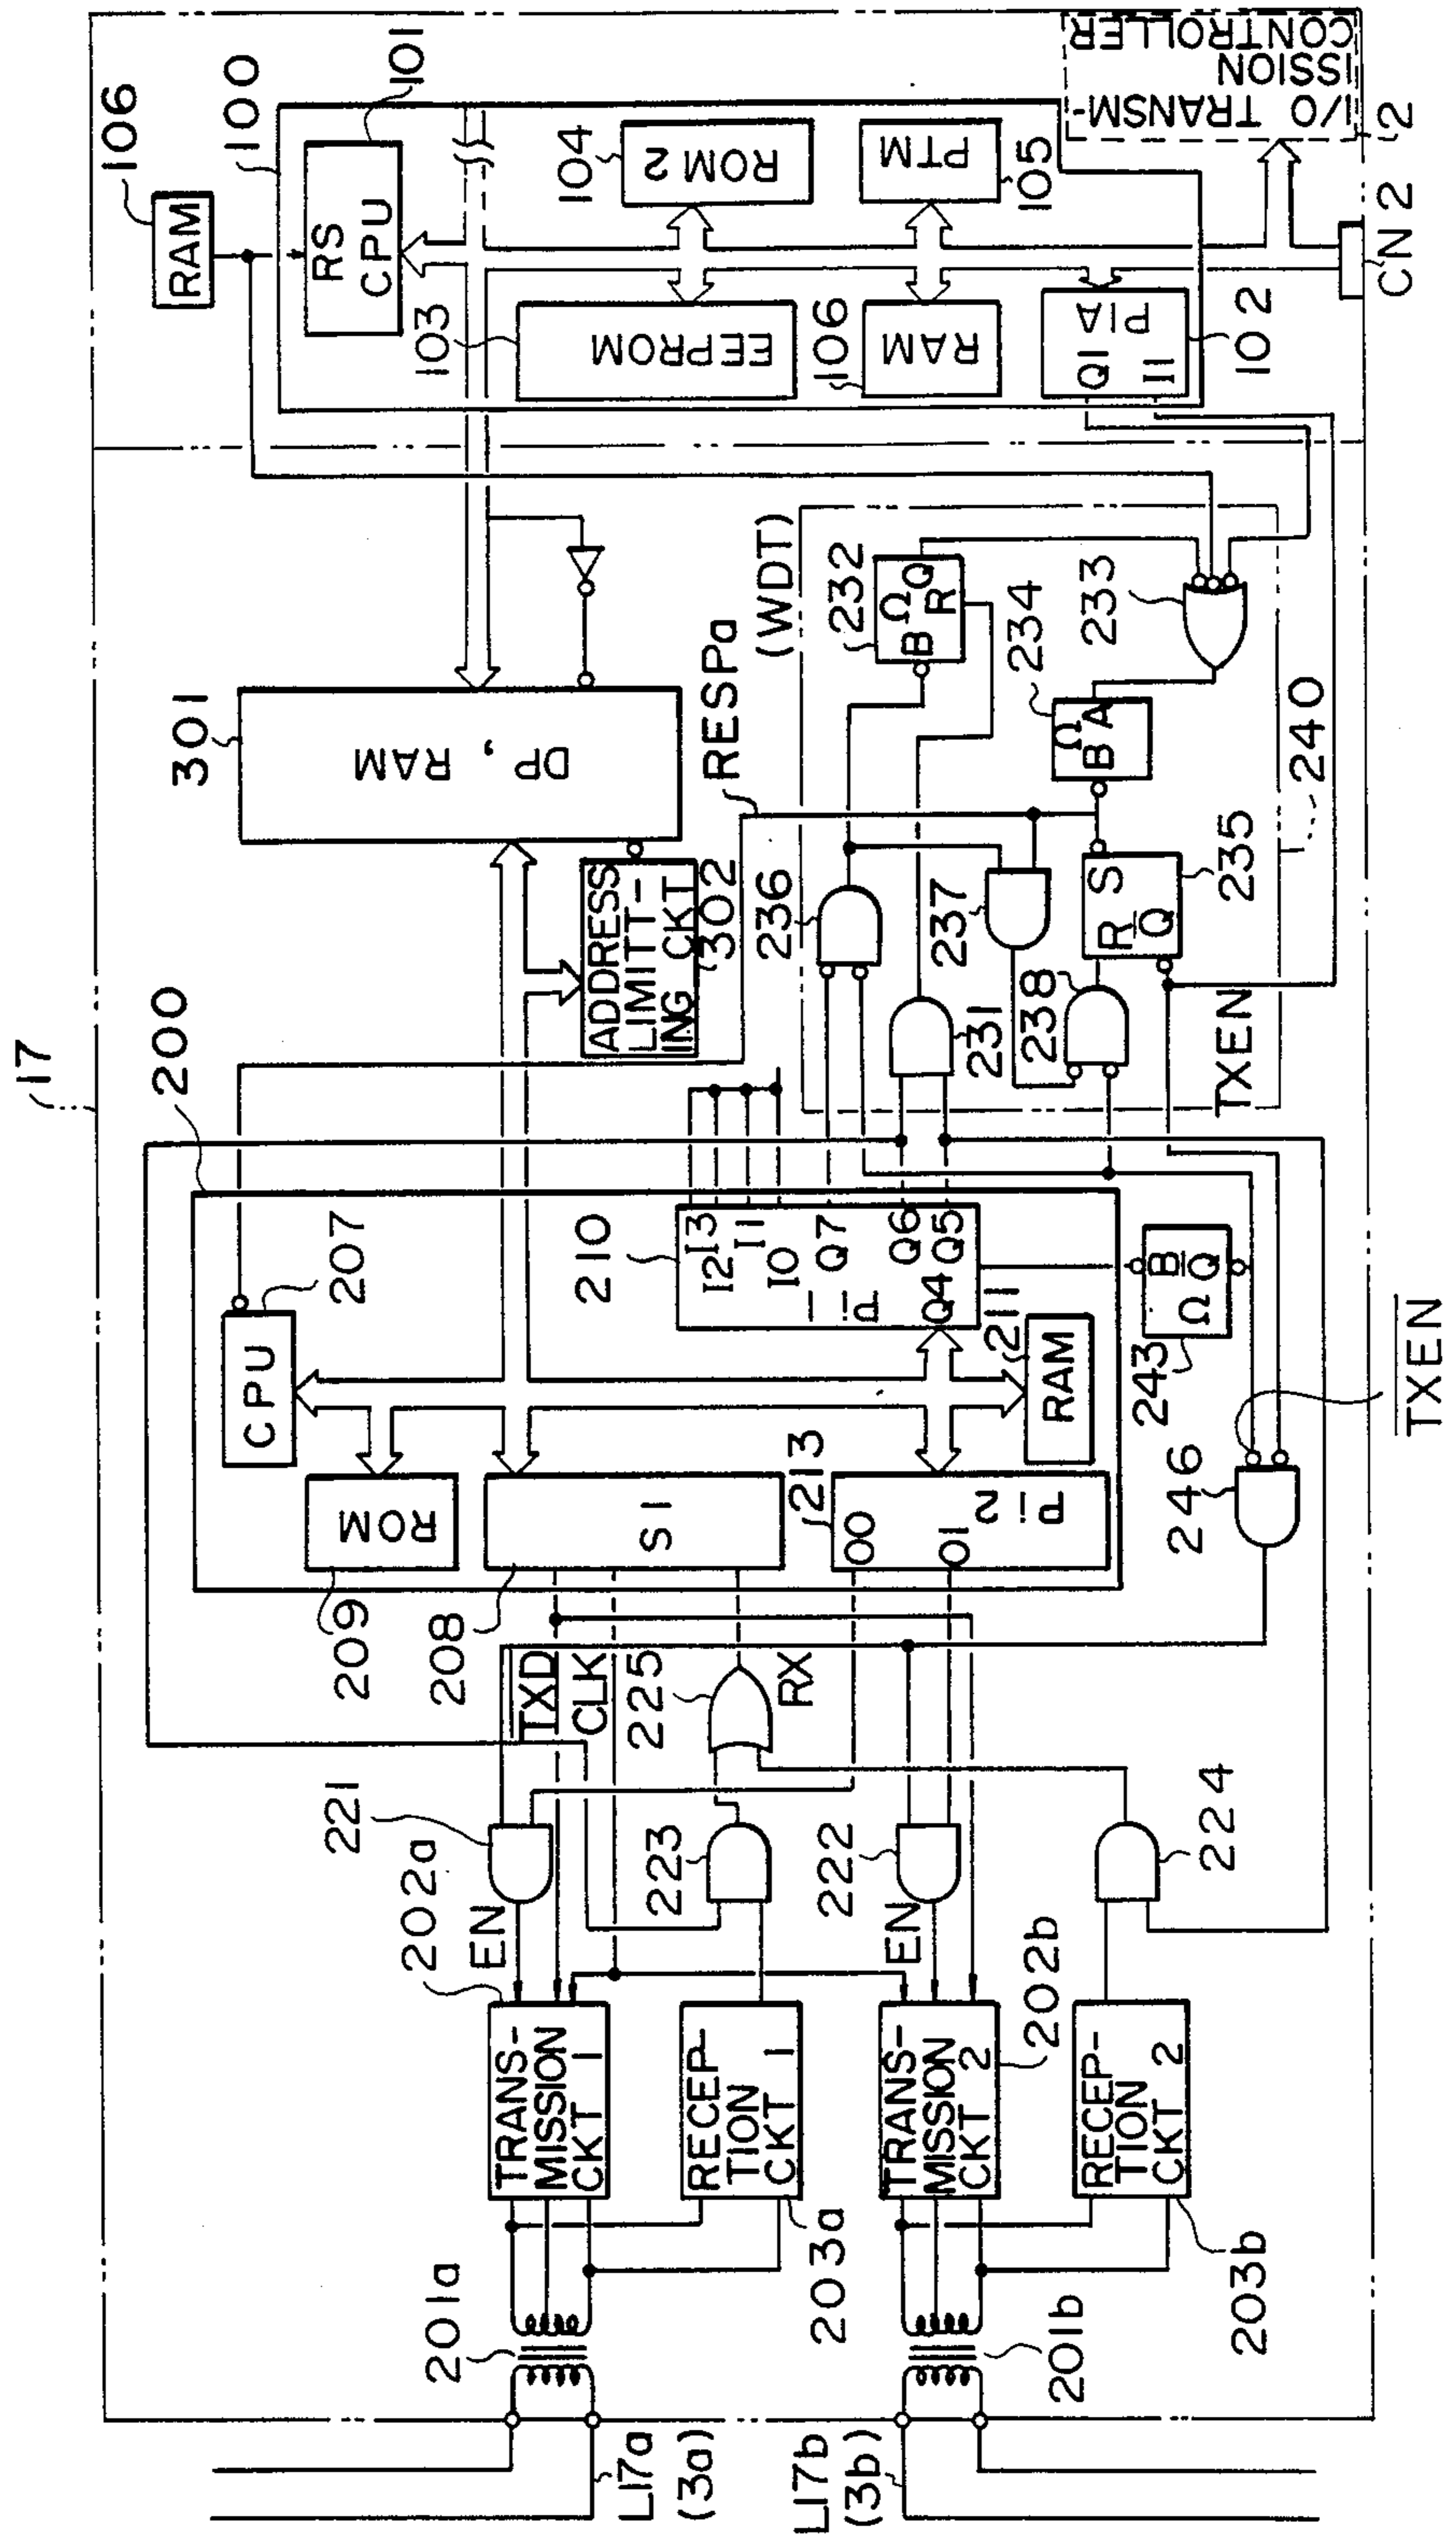 17
106
RAM
100
101
RS
CPU
103
EEPROM
104
ROM 2
106
RAM
105
PTM
PIA
Q1
I1
102
I/O TRANSM-
ISSION
CONTROLLER
2
CN 2
301
DP, RAM
ADDRESS
LIMITT-
ING CKT
302
RESPa
(WDT)
232
B Ω Q
R
233
234
Ω
B A
235
R S
Q
236
237
238
231
240
TXEN
200
207
CPU
209
ROM
208
S I
210
I3
I2
I1
I0
Q7
Q6
Q5
Q4
Pi 1
211
RAM
213
O0
O1
Pi 2
243
B
Q
Ω
246
TXEN
TXD
CLK
225
RX
221
202a
EN
223
222
EN
224
202b
TRANS-
MISSION
CKT 1
RECEP-
TION
CKT 1
203a
TRANS-
MISSION
CKT 2
RECEP-
TION
CKT 2
203b
201a
201b
L17a
(3a)
L17b
(3b)